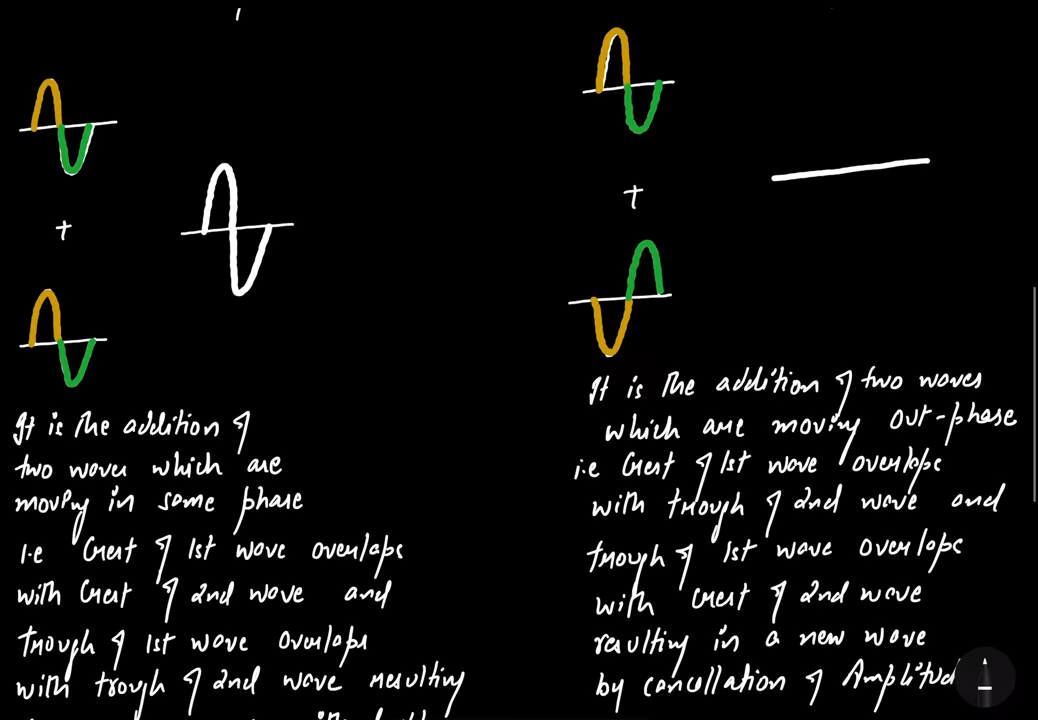 +
It is the addition of
two waves which are
moving in same phase
i.e Crest of 1st wave overlaps
with Crest of 2nd wave and
trough of 1st wave overlaps
with trough of 2nd wave resulting
+
It is the addition of two waves
which are moving out-phase
i.e Crest of 1st wave overlaps
with trough of 2nd wave and
trough of 1st wave overlaps
with crest of 2nd wave
resulting in a new wave
by cancellation of